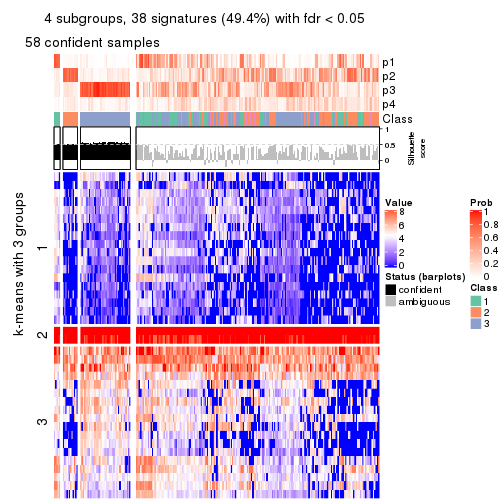 4 subgroups, 38 signatures (49.4%) with fdr < 0.05
58 confident samples
p1
p2
p3
p4
Class
1
0.5
0
Silhouette
score
k-means with 3 groups
1
2
3
Value
8
6
4
2
0
Status (barplots)
confident
ambiguous
Prob
1
0.8
0.6
0.4
0.2
0
Class
1
2
3